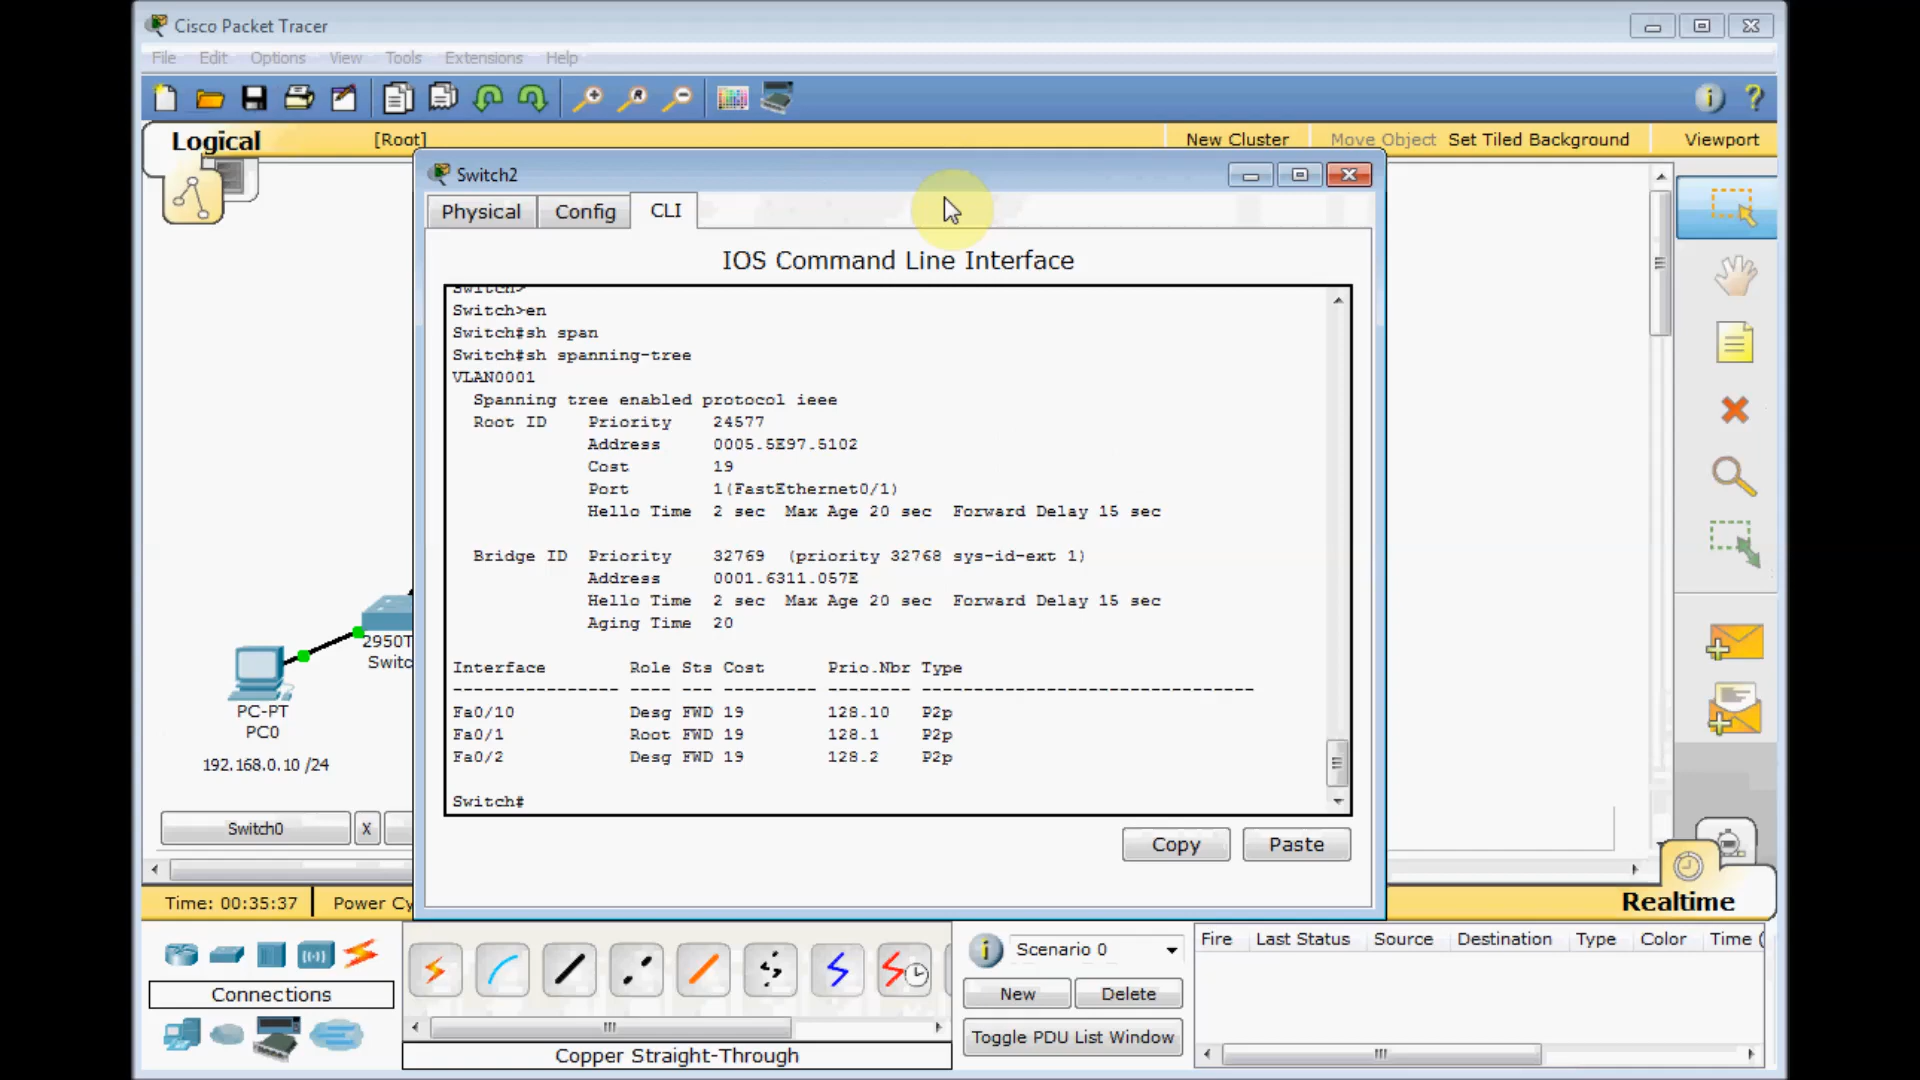 Cisco Packet Tracer
File Edit Options View Tools Extensions Help
Logical [Root] New Cluster Move Object Set Tiled Background Viewport
Switch2
Physical Config CLI
IOS Command Line Interface
Switch>
Switch>en
Switch#sh span
Switch#sh spanning-tree
VLAN0001
Spanning tree enabled protocol ieee
Root ID Priority 24577
Address 0005.5E97.5102
Cost 19
Port 1(FastEthernet0/1)
Hello Time 2 sec Max Age 20 sec Forward Delay 15 sec
Bridge ID Priority 32769 (priority 32768 sys-id-ext 1)
Address 0001.6311.057E
Hello Time 2 sec Max Age 20 sec Forward Delay 15 sec
Aging Time 20
Interface Role Sts Cost Prio.Nbr Type
---------------- ---- --- --------- -------- --------------------------------
Fa0/10 Desg FWD 19 128.10 P2p
Fa0/1 Root FWD 19 128.1 P2p
Fa0/2 Desg FWD 19 128.2 P2p
Switch#
Copy Paste
2950T
Switc
PC-PT
PC0
192.168.0.10 /24
Switch0 X
Time: 00:35:37 Power Cy
Realtime
Connections
Copper Straight-Through
Scenario 0
New Delete
Toggle PDU List Window
Fire Last Status Source Destination Type Color Time (